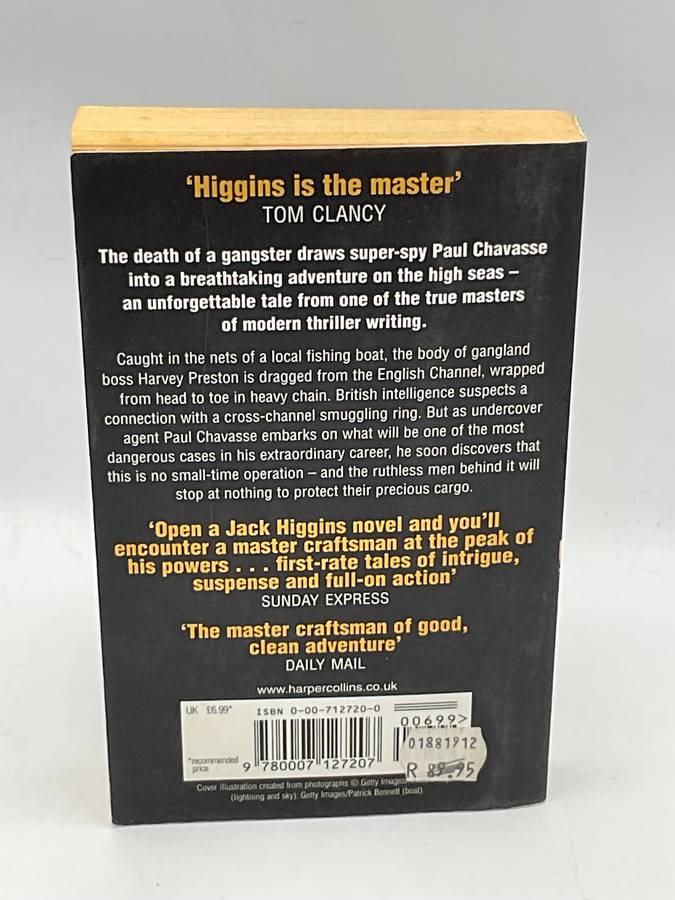 ‘Higgins is the master’
TOM CLANCY
The death of a gangster draws super-spy Paul Chavasse
into a breathtaking adventure on the high seas –
an unforgettable tale from one of the true masters
of modern thriller writing.
Caught in the nets of a local fishing boat, the body of gangland
boss Harvey Preston is dragged from the English Channel, wrapped
from head to toe in heavy chain. British intelligence suspects a
connection with a cross-channel smuggling ring. But as undercover
agent Paul Chavasse embarks on what will be one of the most
dangerous cases in his extraordinary career, he soon discovers that
this is no small-time operation – and the ruthless men behind it will
stop at nothing to protect their precious cargo.
‘Open a Jack Higgins novel and you’ll
encounter a master craftsman at the peak of
his powers . . . first-rate tales of intrigue,
suspense and full-on action’
SUNDAY EXPRESS
‘The master craftsman of good,
clean adventure’
DAILY MAIL
www.harpercollins.co.uk
UK £6.99*
ISBN 0-00-712720-0
00699>
*recommended
price
9 780007 127207
01881912
R 89.95
Cover illustration created from photographs © Getty Images
(lightning and sky); Getty Images/Patrick Bennett (boat).